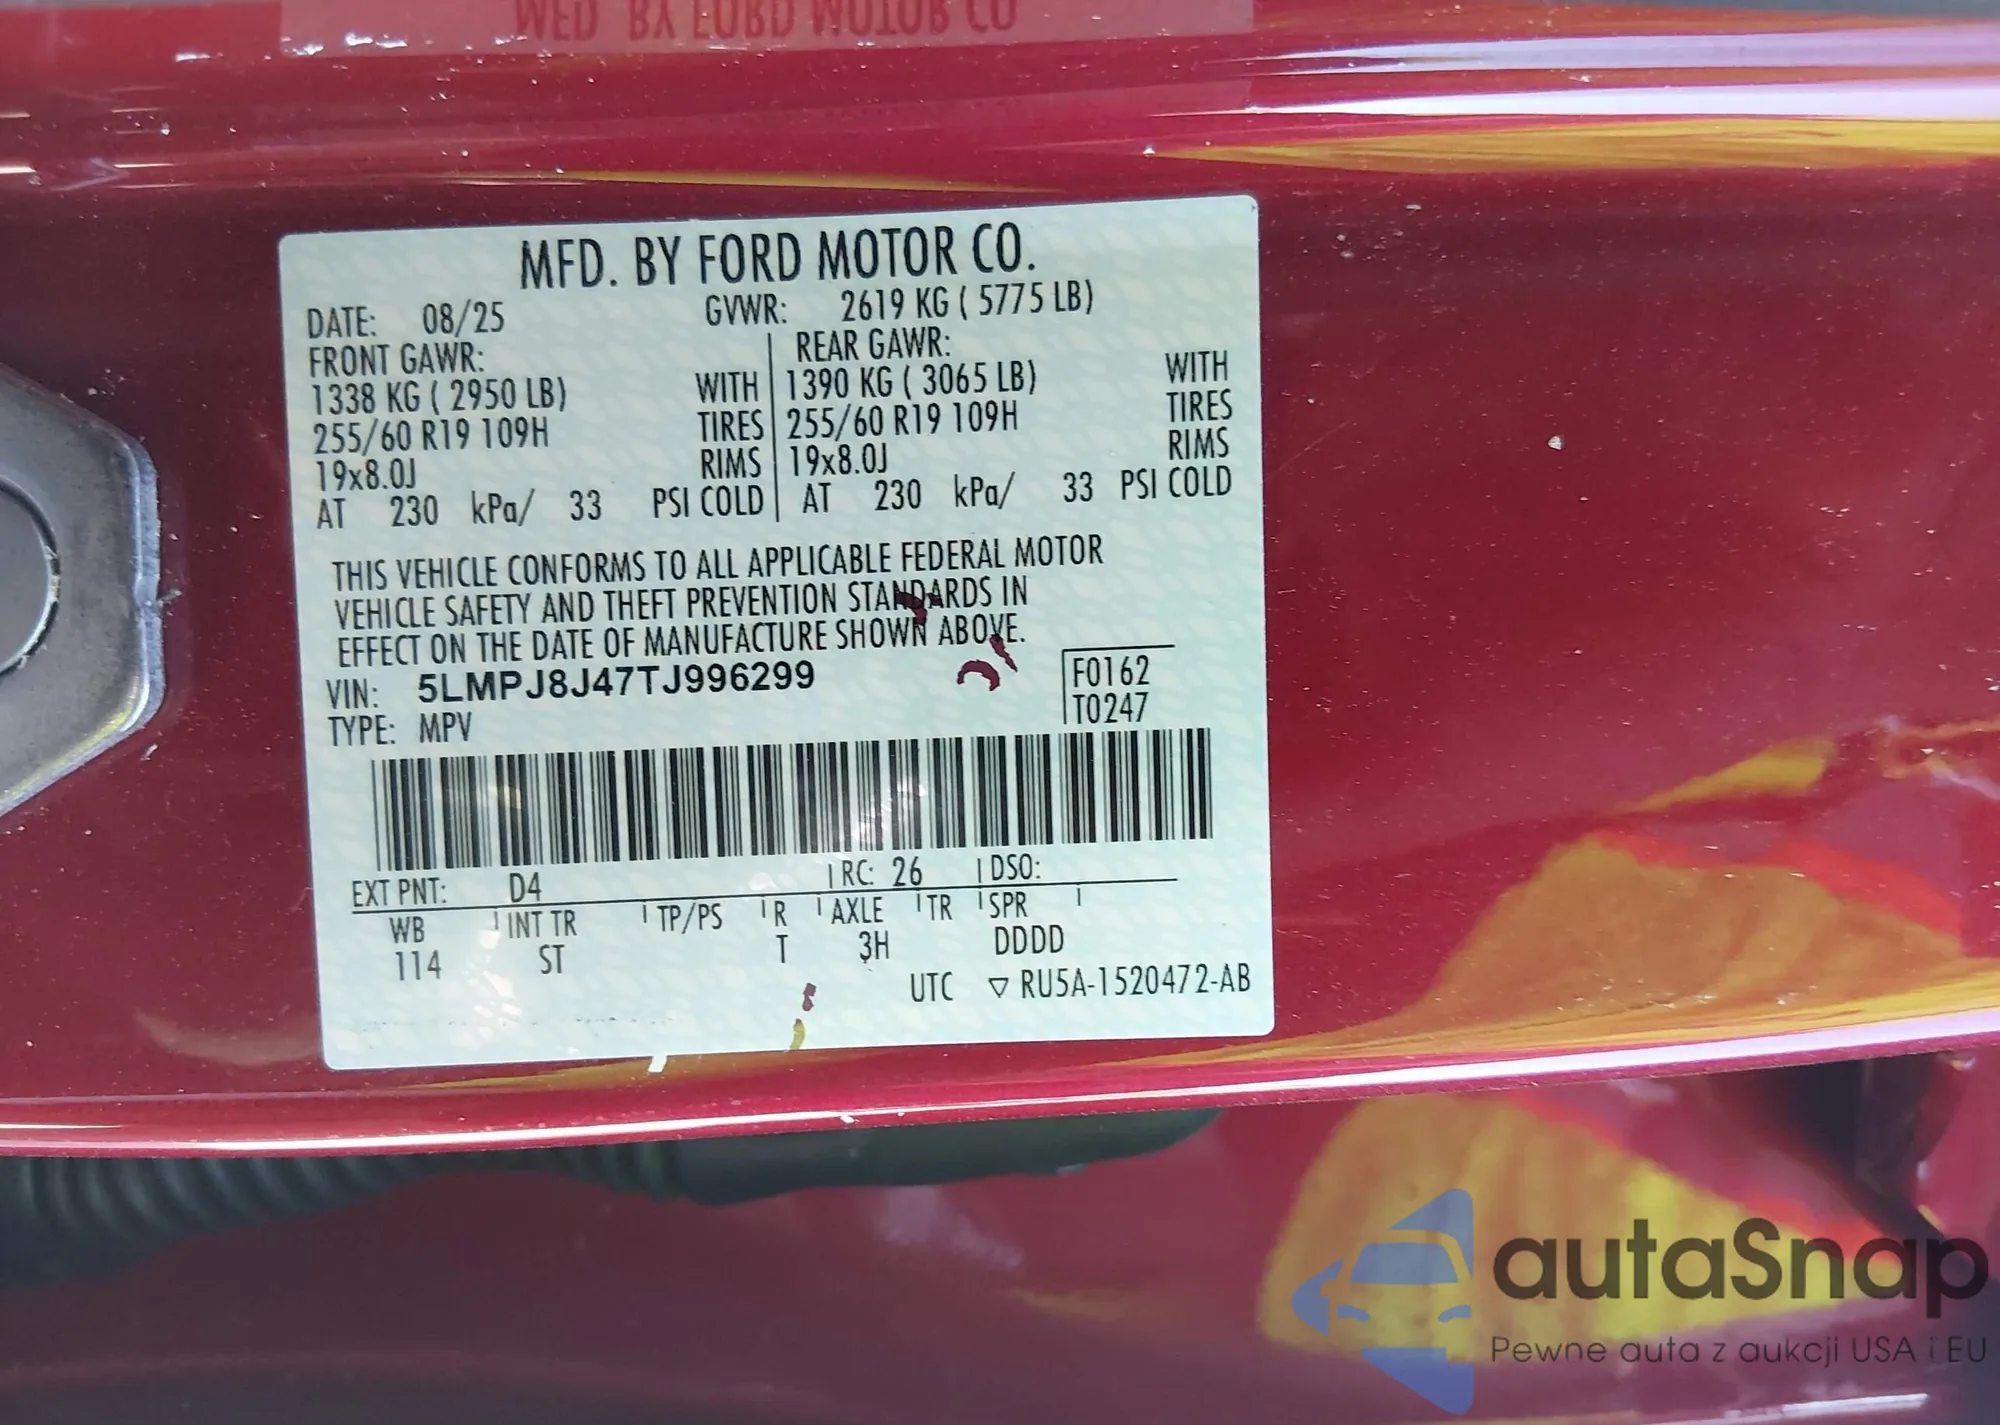 MFD. BY FORD MOTOR CO.
DATE: 08/25 GVWR: 2619 KG ( 5775 LB)
FRONT GAWR: REAR GAWR:
1338 KG ( 2950 LB) WITH 1390 KG ( 3065 LB) WITH
255/60 R19 109H TIRES 255/60 R19 109H TIRES
19x8.0J RIMS 19x8.0J RIMS
AT 230 kPa/ 33 PSI COLD AT 230 kPa/ 33 PSI COLD
THIS VEHICLE CONFORMS TO ALL APPLICABLE FEDERAL MOTOR
VEHICLE SAFETY AND THEFT PREVENTION STANDARDS IN
EFFECT ON THE DATE OF MANUFACTURE SHOWN ABOVE.
VIN: 5LMPJ8J47TJ996299
TYPE: MPV
F0162
T0247
EXT PNT: D4 RC: 26 DSO:
WB INT TR TP/PS R AXLE TR SPR
114 ST T 3H DDDD
UTC ▽ RU5A-1520472-AB
autaSnap
Pewne auta z aukcji USA i EU